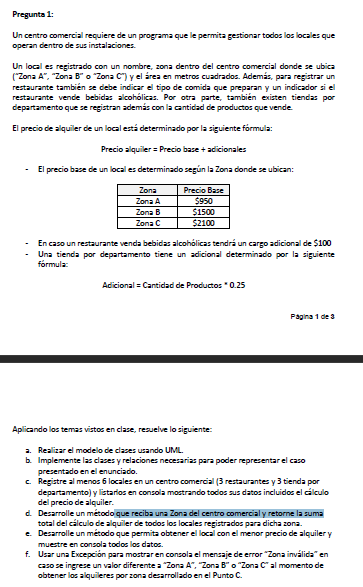 Pregunta 1:
Un centro comercial requiere de un programa que le permita gestionar todos los locales que
operan dentro de sus instalaciones.
Un local es registrado con un nombre, zona dentro del centro comercial donde se ubica
("Zona A", "Zona B" o "Zona C") y el área en metros cuadrados. Además, para registrar un
restaurante también se debe indicar el tipo de comida que preparan y un indicador si el
restaurante vende bebidas alcohólicas. Por otra parte, también existen tiendas por
departamento que se registran además con la cantidad de productos que vende.
El precio de alquiler de un local está determinado por la siguiente fórmula:
Precio alquiler = Precio base + adicionales
- El precio base de un local es determinado según la Zona donde se ubican:
Zona Precio Base
Zona A $950
Zona B $1500
Zona C $2100
- En caso un restaurante venda bebidas alcohólicas tendrá un cargo adicional de $100
- Una tienda por departamento tiene un adicional determinado por la siguiente
fórmula:
Adicional = Cantidad de Productos * 0.25
Página 1 de 3
Aplicando los temas vistos en clase, resuelve lo siguiente:
a. Realizar el modelo de clases usando UML.
b. Implemente las clases y relaciones necesarias para poder representar el caso
presentado en el enunciado.
c. Registre al menos 6 locales en un centro comercial (3 restaurantes y 3 tienda por
departamento) y listarlos en consola mostrando todos sus datos incluidos el cálculo
del precio de alquiler.
d. Desarrolle un método que reciba una Zona del centro comercial y retorne la suma
total del cálculo de alquiler de todos los locales registrados para dicha zona.
e. Desarrolle un método que permita obtener el local con el menor precio de alquiler y
muestre en consola todos los datos.
f. Usar una Excepción para mostrar en consola el mensaje de error "Zona inválida" en
caso se ingrese un valor diferente a "Zona A", "Zona B" o "Zona C" al momento de
obtener los alquileres por zona desarrollado en el Punto C.